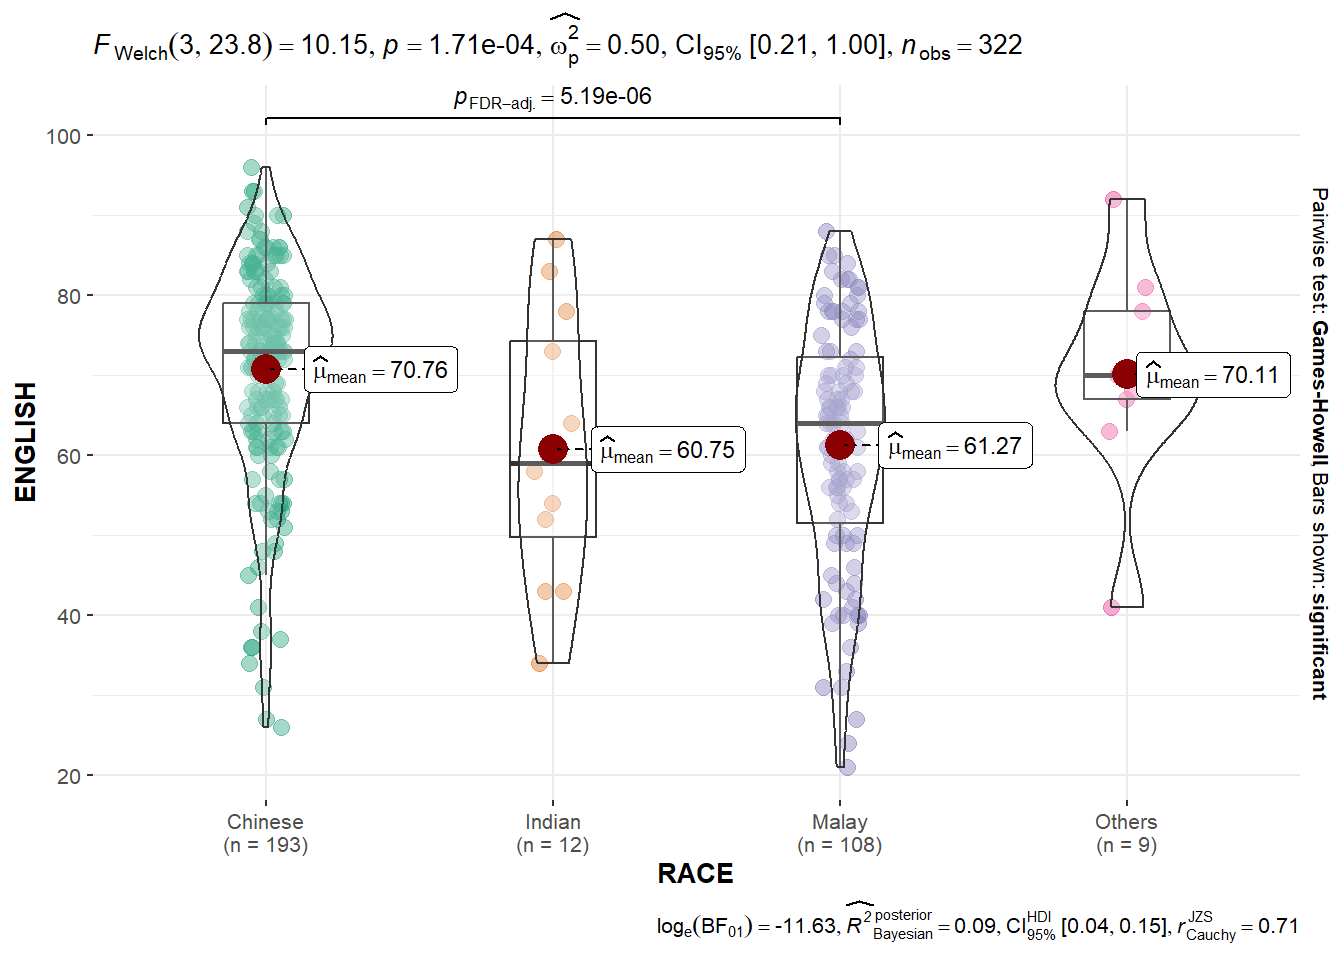 F Welch(3, 23.8) = 10.15, p = 1.71e-04, ω̂²p = 0.50, CI95% [0.21, 1.00], nobs = 322
pFDR−adj. = 5.19e-06
100
80
60
40
20
ENGLISH
μ̂mean = 70.76
μ̂mean = 60.75
μ̂mean = 61.27
μ̂mean = 70.11
Pairwise test: Games-Howell, Bars shown: significant
Chinese
(n = 193)
Indian
(n = 12)
Malay
(n = 108)
Others
(n = 9)
RACE
loge(BF01) = -11.63, R̂² posterior Bayesian = 0.09, CI HDI 95% [0.04, 0.15], r JZS Cauchy = 0.71